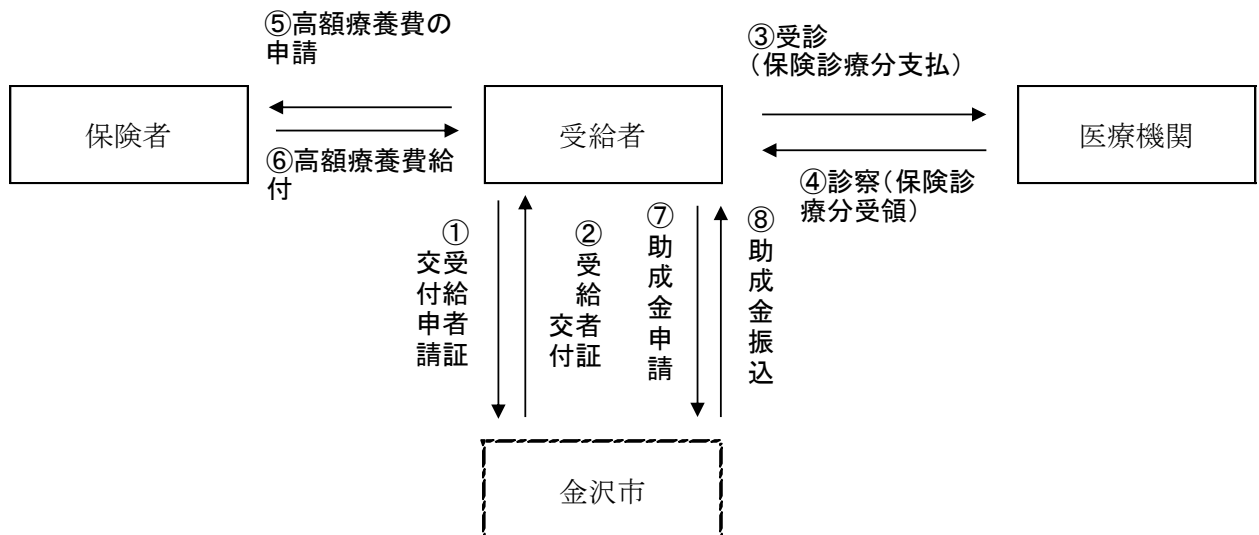 ⑤高額療養費の
申請
③受診
（保険診療分支払）
保険者
受給者
医療機関
⑥高額療養費給
付
④診察（保険診
療分受領）
①受給者証
交付申請
②受給者証
交付
⑦助成金申請
⑧助成金振込
金沢市